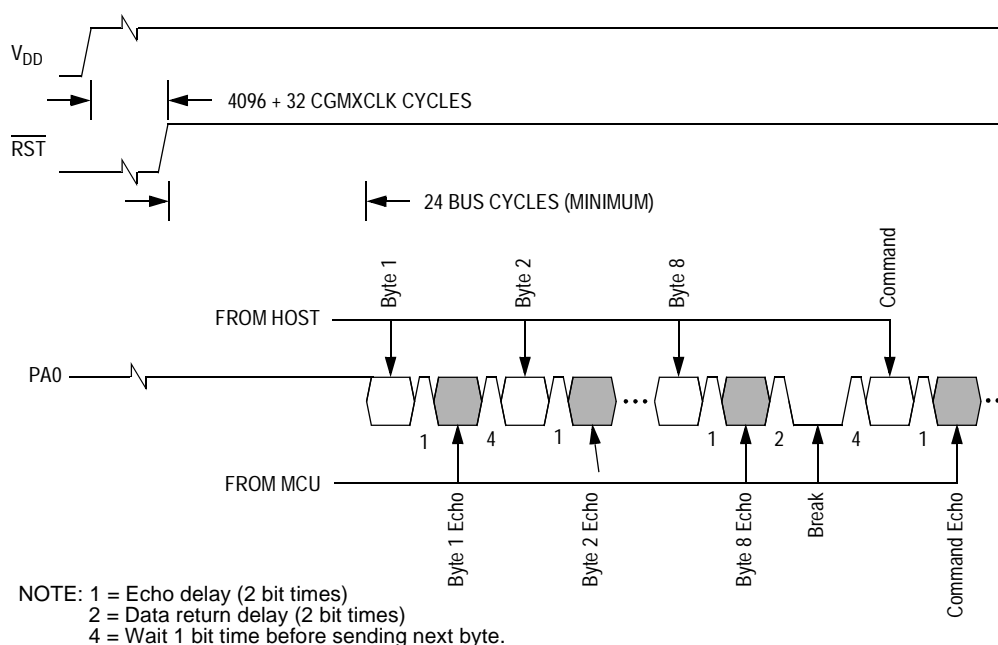 VDD
4096 + 32 CGMXCLK CYCLES
RST
24 BUS CYCLES (MINIMUM)
Byte 1
Byte 2
Byte 8
Command
FROM HOST
PA0
1
4
1
1
2
4
1
FROM MCU
Byte 1 Echo
Byte 2 Echo
Byte 8 Echo
Break
Command Echo
NOTE: 1 = Echo delay (2 bit times)
2 = Data return delay (2 bit times)
4 = Wait 1 bit time before sending next byte.